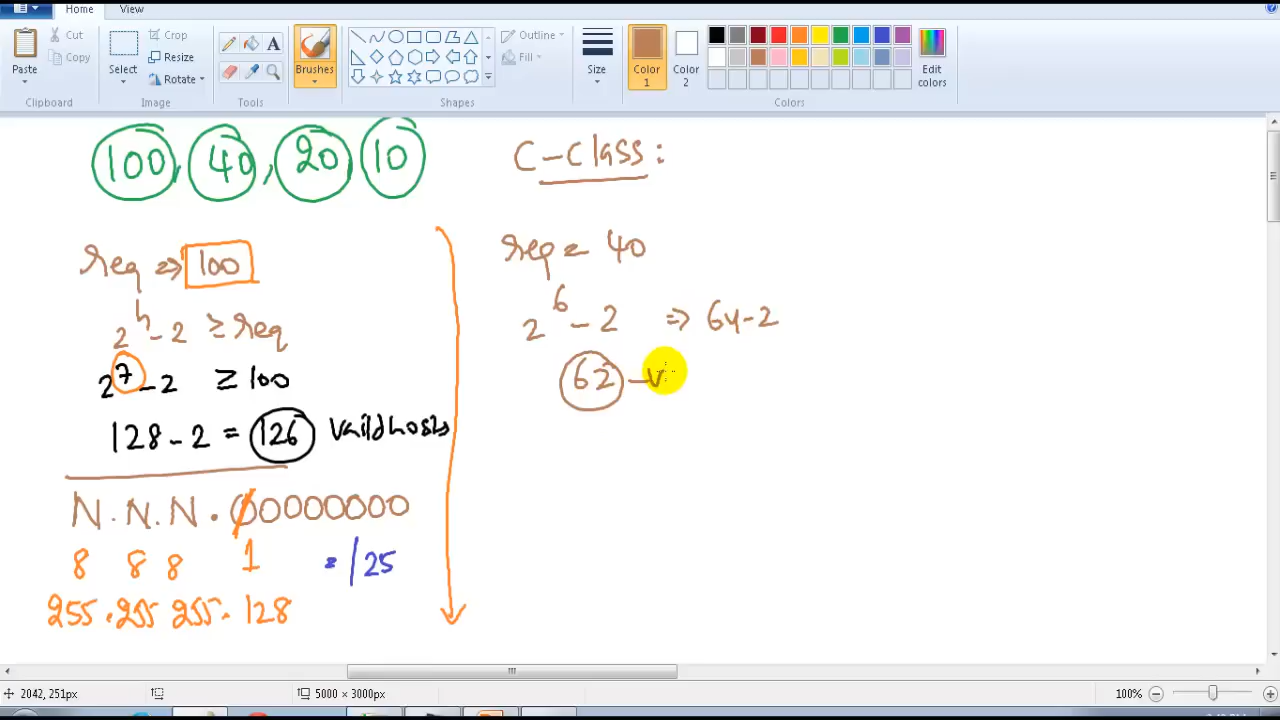 Home
View
Paste
Cut
Copy
Clipboard
Select
Crop
Resize
Rotate
Image
A
Tools
Brushes
Shapes
Outline
Fill
Size
Color
1
Color
2
Edit
colors
Colors
100, 40, 20 10
C-Class:
req => 100
2^h - 2 ≥ req
2^7 - 2 ≥ 100
128 - 2 = 126 Vaild hosts
N.N.N.00000000
8 8 8 1 = /25
255.255 255.128
req = 40
2^6 - 2 => 64-2
62 - V
2042, 251px
5000 × 3000px
100%